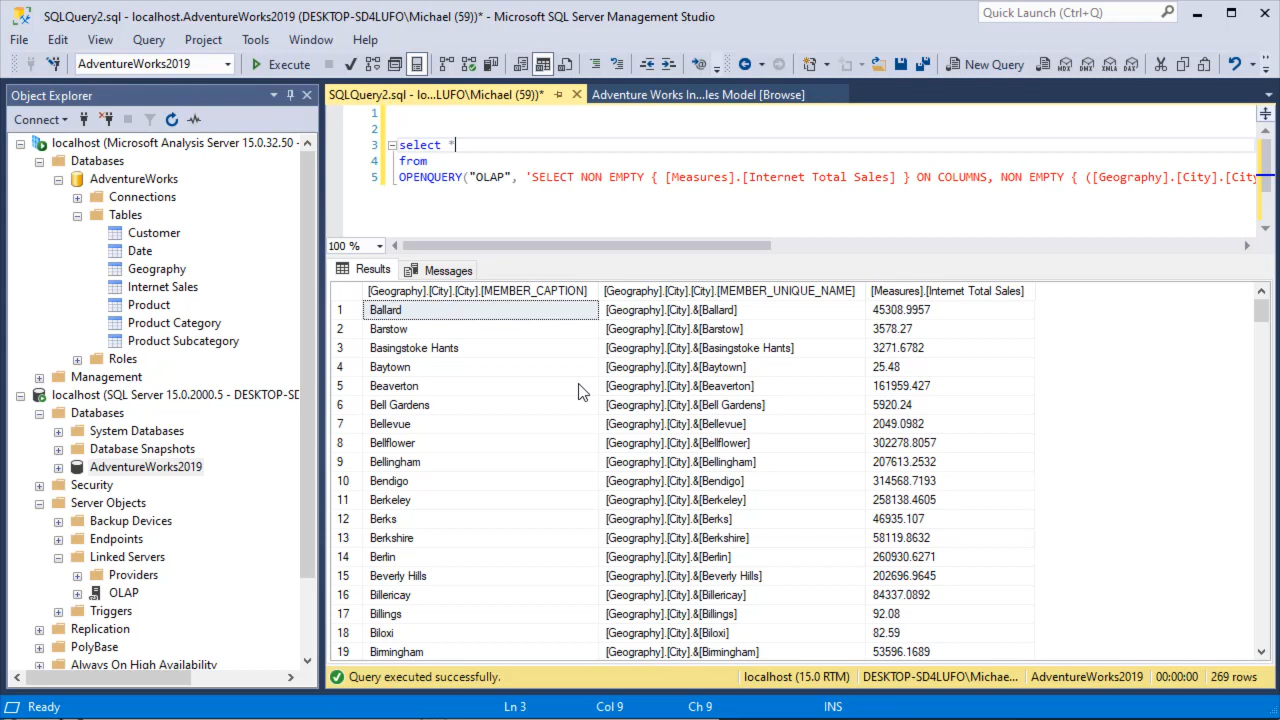 SQLQuery2.sql - localhost.AdventureWorks2019 (DESKTOP-SD4LUFO\Michael (59))* - Microsoft SQL Server Management Studio
Quick Launch (Ctrl+Q)
File Edit View Query Project Tools Window Help
AdventureWorks2019 Execute New Query MDX DMX XMLA DAX
Object Explorer
SQLQuery2.sql - lo...LUFO\Michael (59))* Adventure Works In...les Model [Browse]
Connect
localhost (Microsoft Analysis Server 15.0.32.50 -
Databases
AdventureWorks
Connections
Tables
Customer
Date
Geography
Internet Sales
Product
Product Category
Product Subcategory
Roles
Management
localhost (SQL Server 15.0.2000.5 - DESKTOP-SD4
Databases
System Databases
Database Snapshots
AdventureWorks2019
Security
Server Objects
Backup Devices
Endpoints
Linked Servers
Providers
OLAP
Triggers
Replication
PolyBase
Always On High Availability
1
2
3 select *
4 from
5 OPENQUERY("OLAP", 'SELECT NON EMPTY { [Measures].[Internet Total Sales] } ON COLUMNS, NON EMPTY { ([Geography].[City].[City
100 %
Results Messages
[Geography].[City].[City].[MEMBER_CAPTION] [Geography].[City].[City].[MEMBER_UNIQUE_NAME] [Measures].[Internet Total Sales]
1 Ballard [Geography].[City].&[Ballard] 45308.9957
2 Barstow [Geography].[City].&[Barstow] 3578.27
3 Basingstoke Hants [Geography].[City].&[Basingstoke Hants] 3271.6782
4 Baytown [Geography].[City].&[Baytown] 25.48
5 Beaverton [Geography].[City].&[Beaverton] 161959.427
6 Bell Gardens [Geography].[City].&[Bell Gardens] 5920.24
7 Bellevue [Geography].[City].&[Bellevue] 2049.0982
8 Bellflower [Geography].[City].&[Bellflower] 302278.8057
9 Bellingham [Geography].[City].&[Bellingham] 207613.2532
10 Bendigo [Geography].[City].&[Bendigo] 314568.7193
11 Berkeley [Geography].[City].&[Berkeley] 258138.4605
12 Berks [Geography].[City].&[Berks] 46935.107
13 Berkshire [Geography].[City].&[Berkshire] 58119.8632
14 Berlin [Geography].[City].&[Berlin] 260930.6271
15 Beverly Hills [Geography].[City].&[Beverly Hills] 202696.9645
16 Billericay [Geography].[City].&[Billericay] 84337.0892
17 Billings [Geography].[City].&[Billings] 92.08
18 Biloxi [Geography].[City].&[Biloxi] 82.59
19 Birmingham [Geography].[City].&[Birmingham] 53596.1689
Query executed successfully. localhost (15.0 RTM) DESKTOP-SD4LUFO\Michae... AdventureWorks2019 00:00:00 269 rows
Ready Ln 3 Col 9 Ch 9 INS